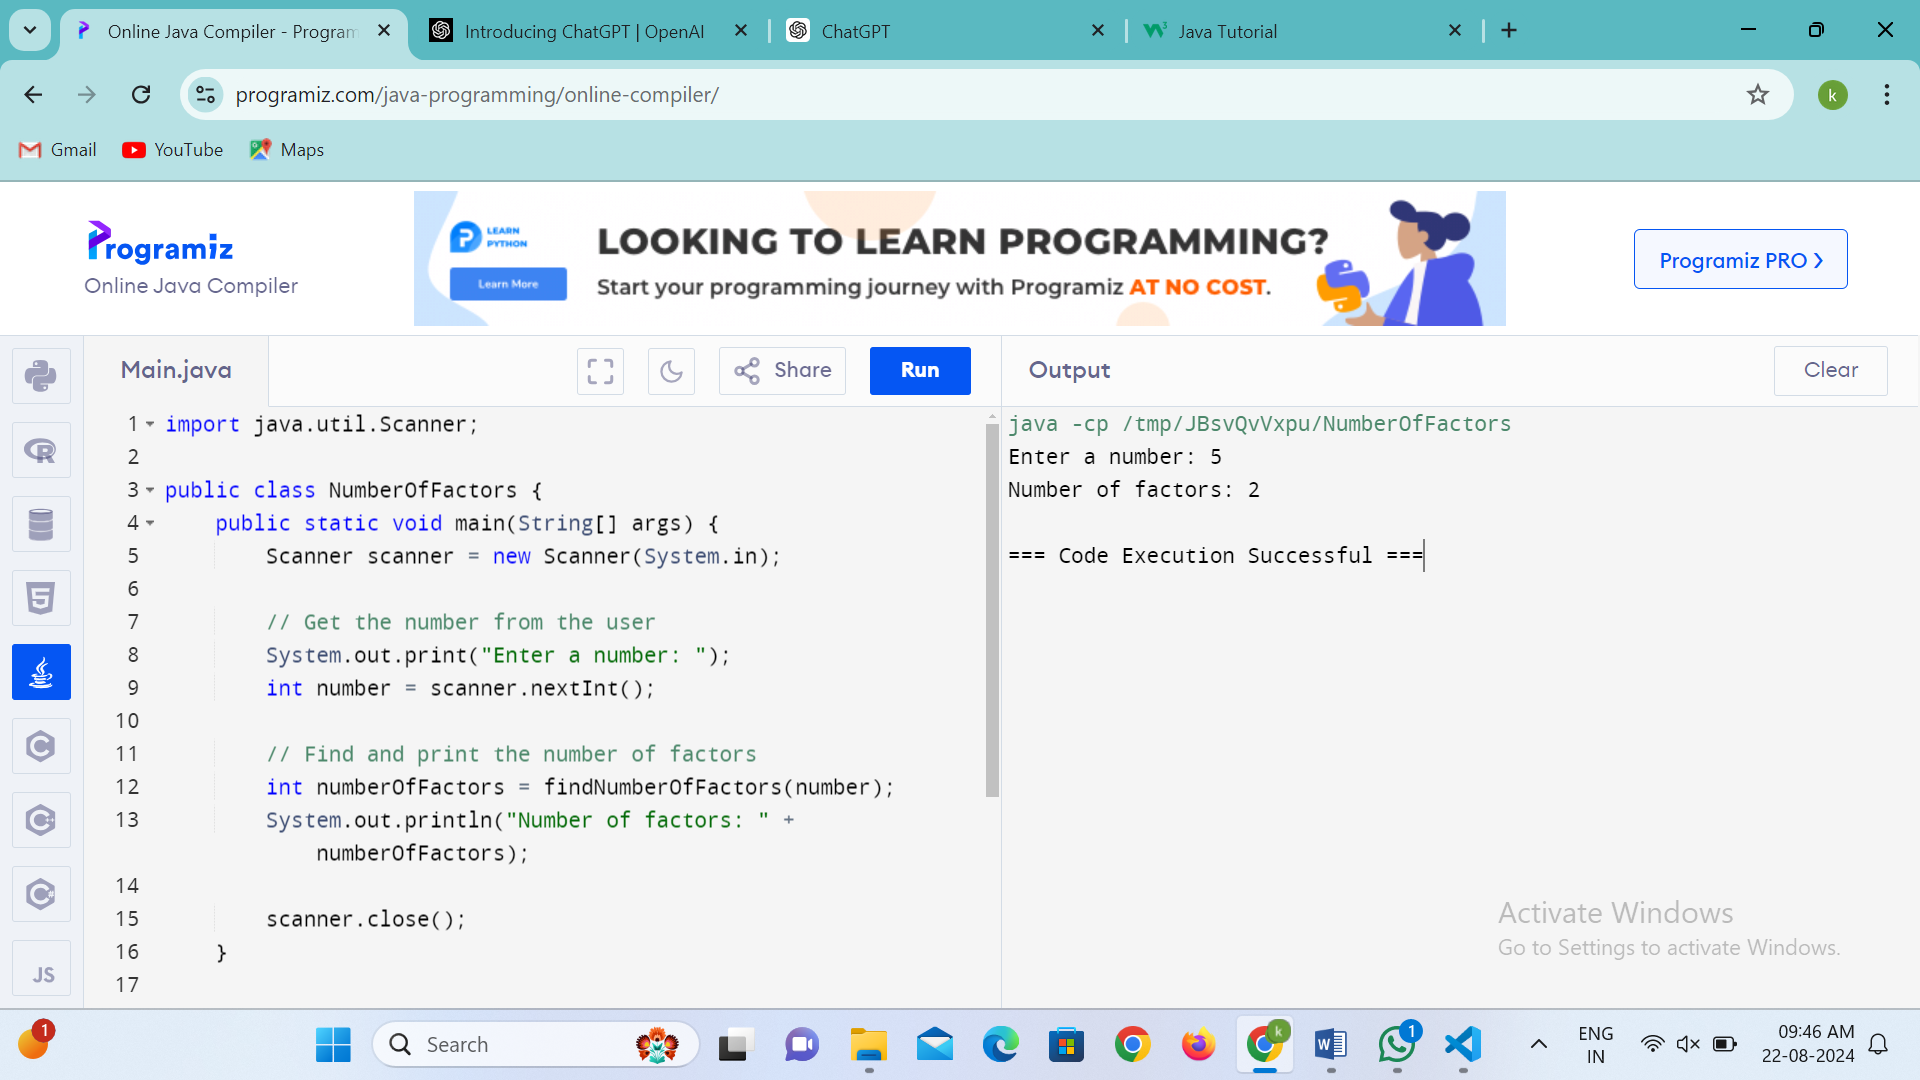 Online Java Compiler - Program
Introducing ChatGPT | OpenAI
ChatGPT
W3 Java Tutorial
programiz.com/java-programming/online-compiler/
k
Gmail
YouTube
Maps
Programiz
Online Java Compiler
LEARN
PYTHON
Learn More
LOOKING TO LEARN PROGRAMMING?
Start your programming journey with Programiz AT NO COST.
Programiz PRO
Main.java
Share
Run
Output
Clear
1 import java.util.Scanner;
2
3 public class NumberOfFactors {
4 public static void main(String[] args) {
5 Scanner scanner = new Scanner(System.in);
6
7 // Get the number from the user
8 System.out.print("Enter a number: ");
9 int number = scanner.nextInt();
10
11 // Find and print the number of factors
12 int numberOfFactors = findNumberOfFactors(number);
13 System.out.println("Number of factors: " +
numberOfFactors);
14
15 scanner.close();
16 }
17
R
5
C
C
C#
JS
java -cp /tmp/JBsvQvVxpu/NumberOfFactors
Enter a number: 5
Number of factors: 2
=== Code Execution Successful ===
Activate Windows
Go to Settings to activate Windows.
1
Search
k
W
1
ENG
IN
09:46 AM
22-08-2024